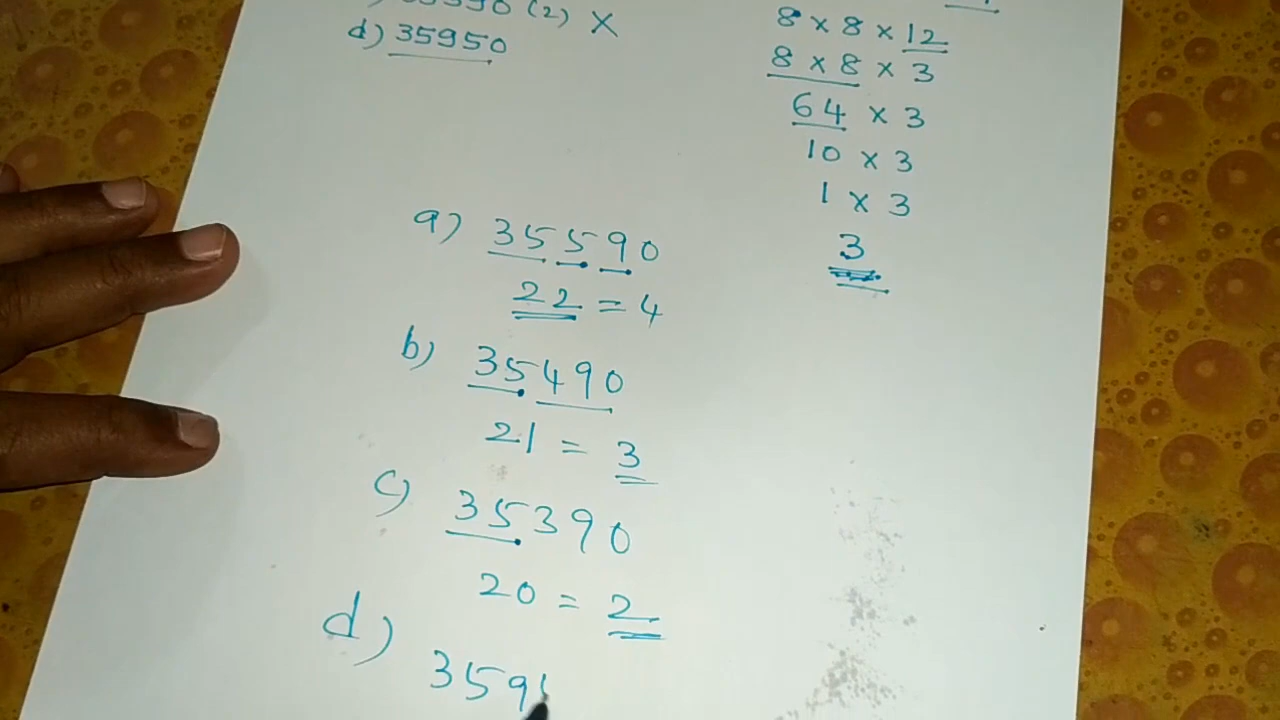 (2) X
d) 35950
8 x 8 x 12
8 x 8 x 3
64 x 3
10 x 3
1 x 3
3
a) 35590
22 = 4
b) 35490
21 = 3
c) 35390
20 = 2
d) 359